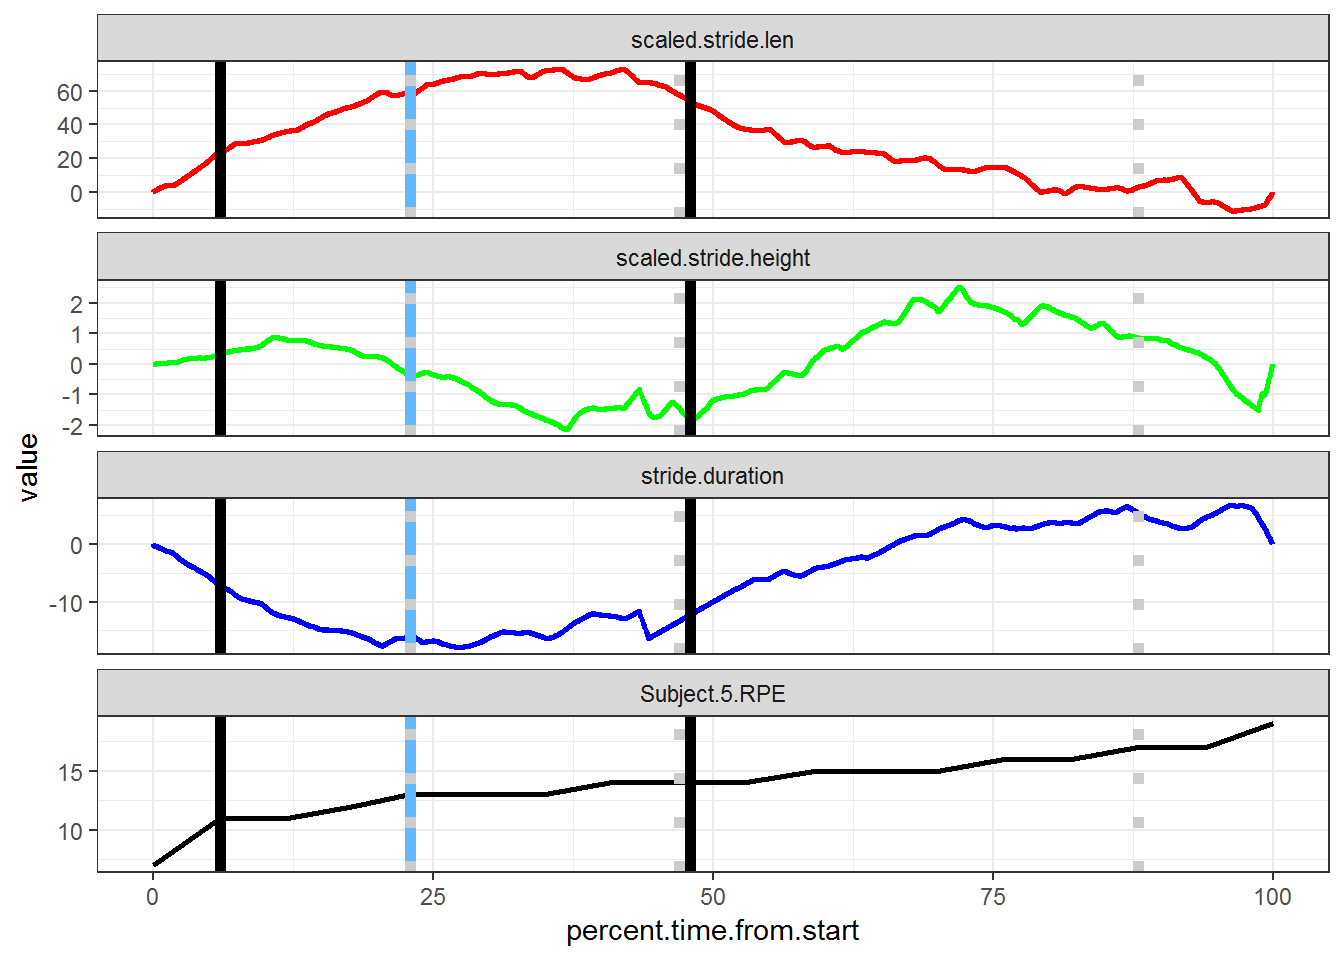 scaled.stride.len
60
40
20
0
scaled.stride.height
2
1
0
-1
-2
value
stride.duration
0
-10
Subject.5.RPE
15
10
0 25 50 75 100
percent.time.from.start